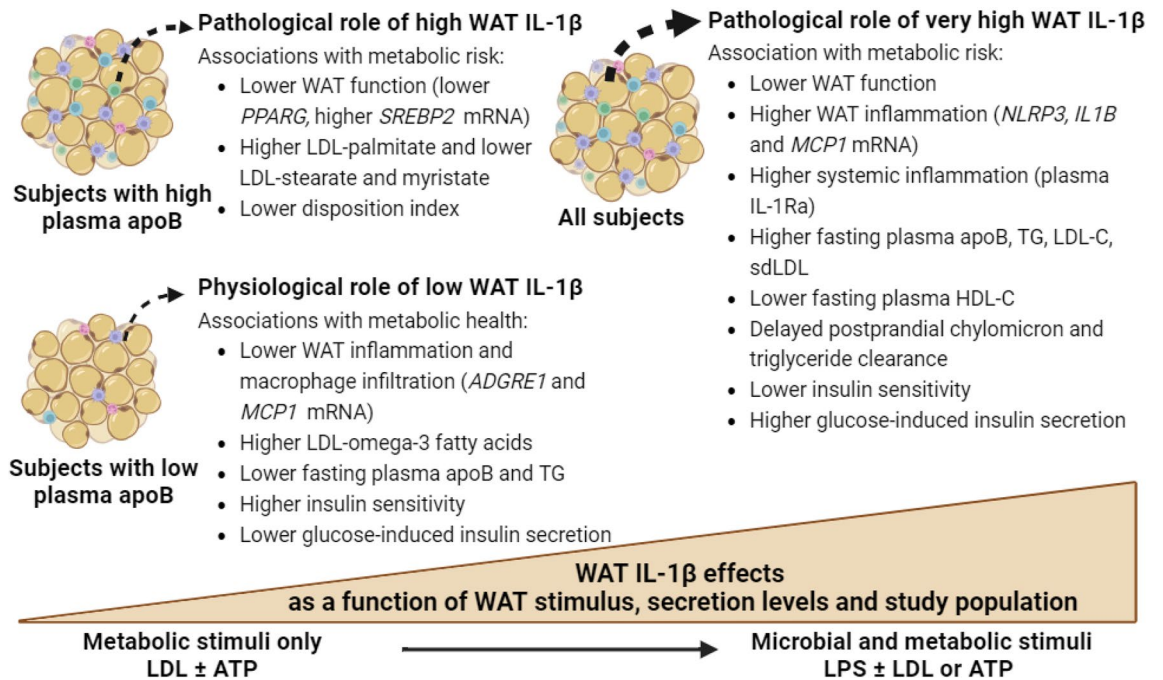 Pathological role of high WAT IL-1β
Associations with metabolic risk:
• Lower WAT function (lower
PPARG, higher SREBP2 mRNA)
• Higher LDL-palmitate and lower
LDL-stearate and myristate
• Lower disposition index
Subjects with high
plasma apoB
Pathological role of very high WAT IL-1β
Association with metabolic risk:
• Lower WAT function
• Higher WAT inflammation (NLRP3, IL1B
and MCP1 mRNA)
• Higher systemic inflammation (plasma
IL-1Ra)
• Higher fasting plasma apoB, TG, LDL-C,
sdLDL
• Lower fasting plasma HDL-C
• Delayed postprandial chylomicron and
triglyceride clearance
• Lower insulin sensitivity
• Higher glucose-induced insulin secretion
All subjects
Physiological role of low WAT IL-1β
Associations with metabolic health:
• Lower WAT inflammation and
macrophage infiltration (ADGRE1 and
MCP1 mRNA)
• Higher LDL-omega-3 fatty acids
• Lower fasting plasma apoB and TG
• Higher insulin sensitivity
• Lower glucose-induced insulin secretion
Subjects with low
plasma apoB
WAT IL-1β effects
as a function of WAT stimulus, secretion levels and study population
Metabolic stimuli only
LDL ± ATP
Microbial and metabolic stimuli
LPS ± LDL or ATP